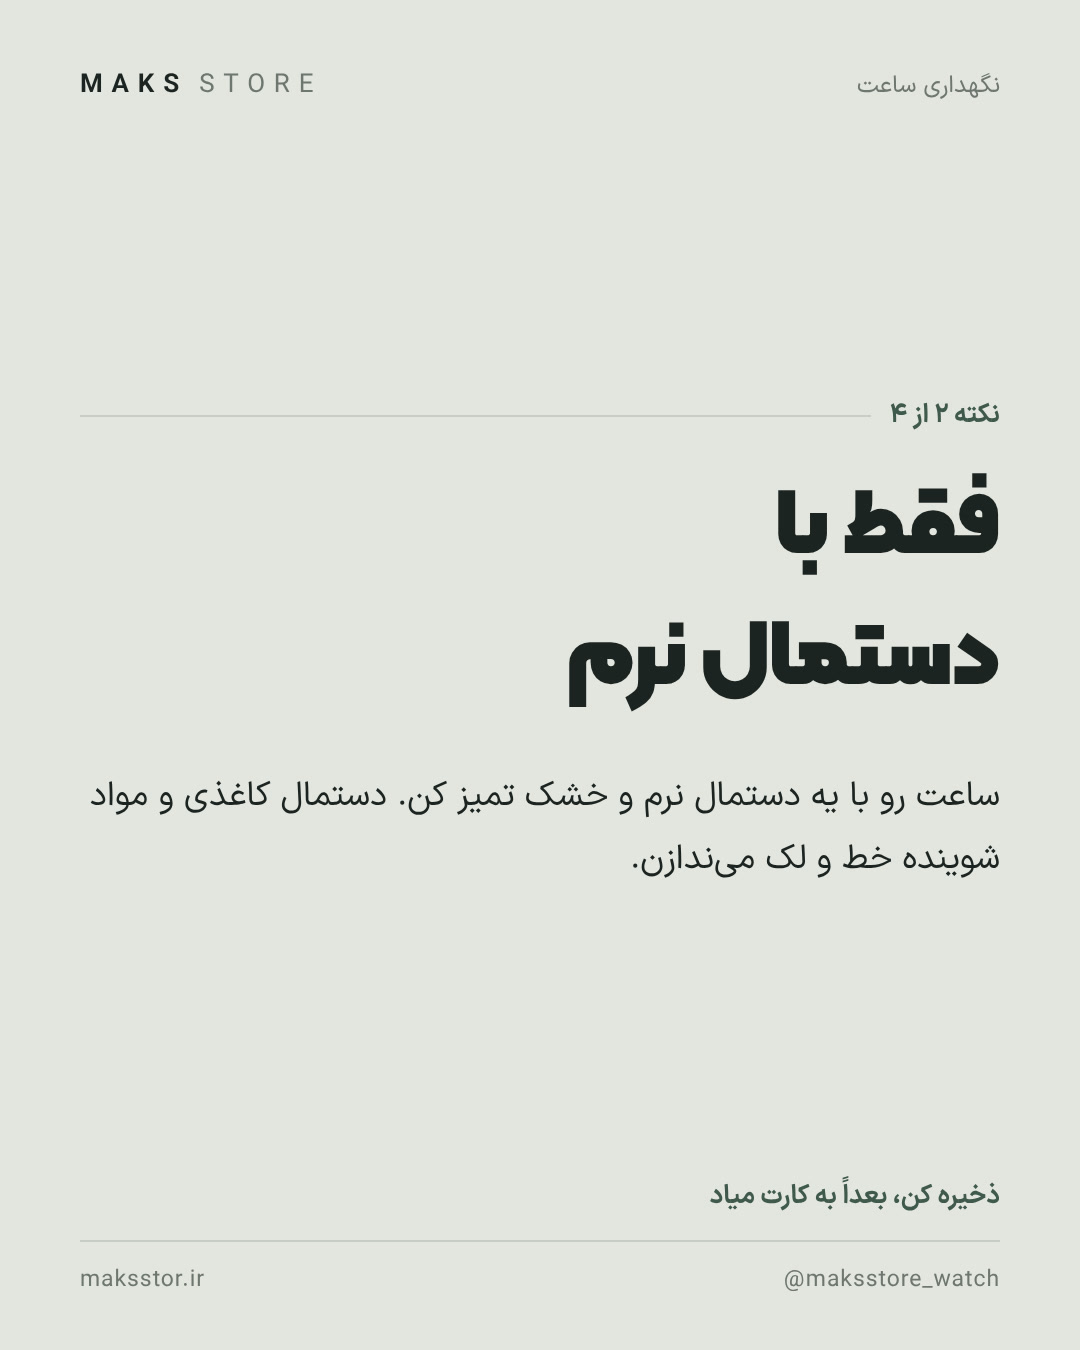 MAKS STORE
نگهداری ساعت
نکته ۲ از ۴
فقط با
دستمال نرم
ساعت رو با یه دستمال نرم و خشک تمیز کن. دستمال کاغذی و مواد
شوینده خط و لک می‌ندازن.
ذخیره کن، بعداً به کارت میاد
maksstor.ir
@maksstore_watch